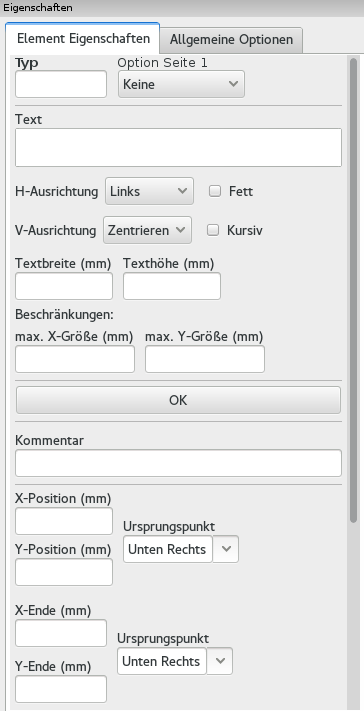 Eigenschaften
Element Eigenschaften Allgemeine Optionen
Typ Option Seite 1
Keine
Text
H-Ausrichtung Links Fett
V-Ausrichtung Zentrieren Kursiv
Textbreite (mm) Texthöhe (mm)
Beschränkungen:
max. X-Größe (mm) max. Y-Größe (mm)
OK
Kommentar
X-Position (mm)
Ursprungspunkt
Y-Position (mm) Unten Rechts
X-Ende (mm)
Ursprungspunkt
Y-Ende (mm) Unten Rechts